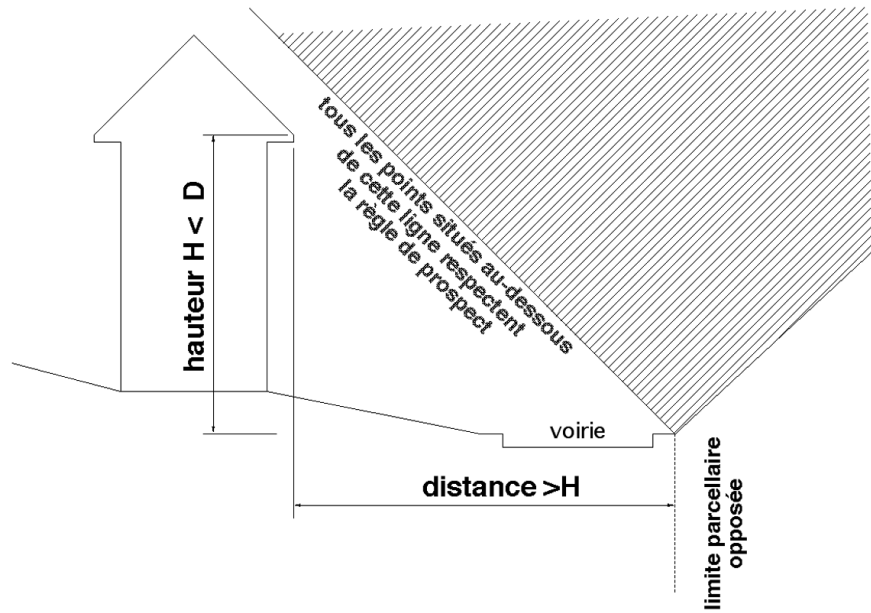 hauteur H < D
tous les points situés au-dessous
de cette ligne respectent
la règle de prospect
voirie
distance >H
limite parcellaire
opposée